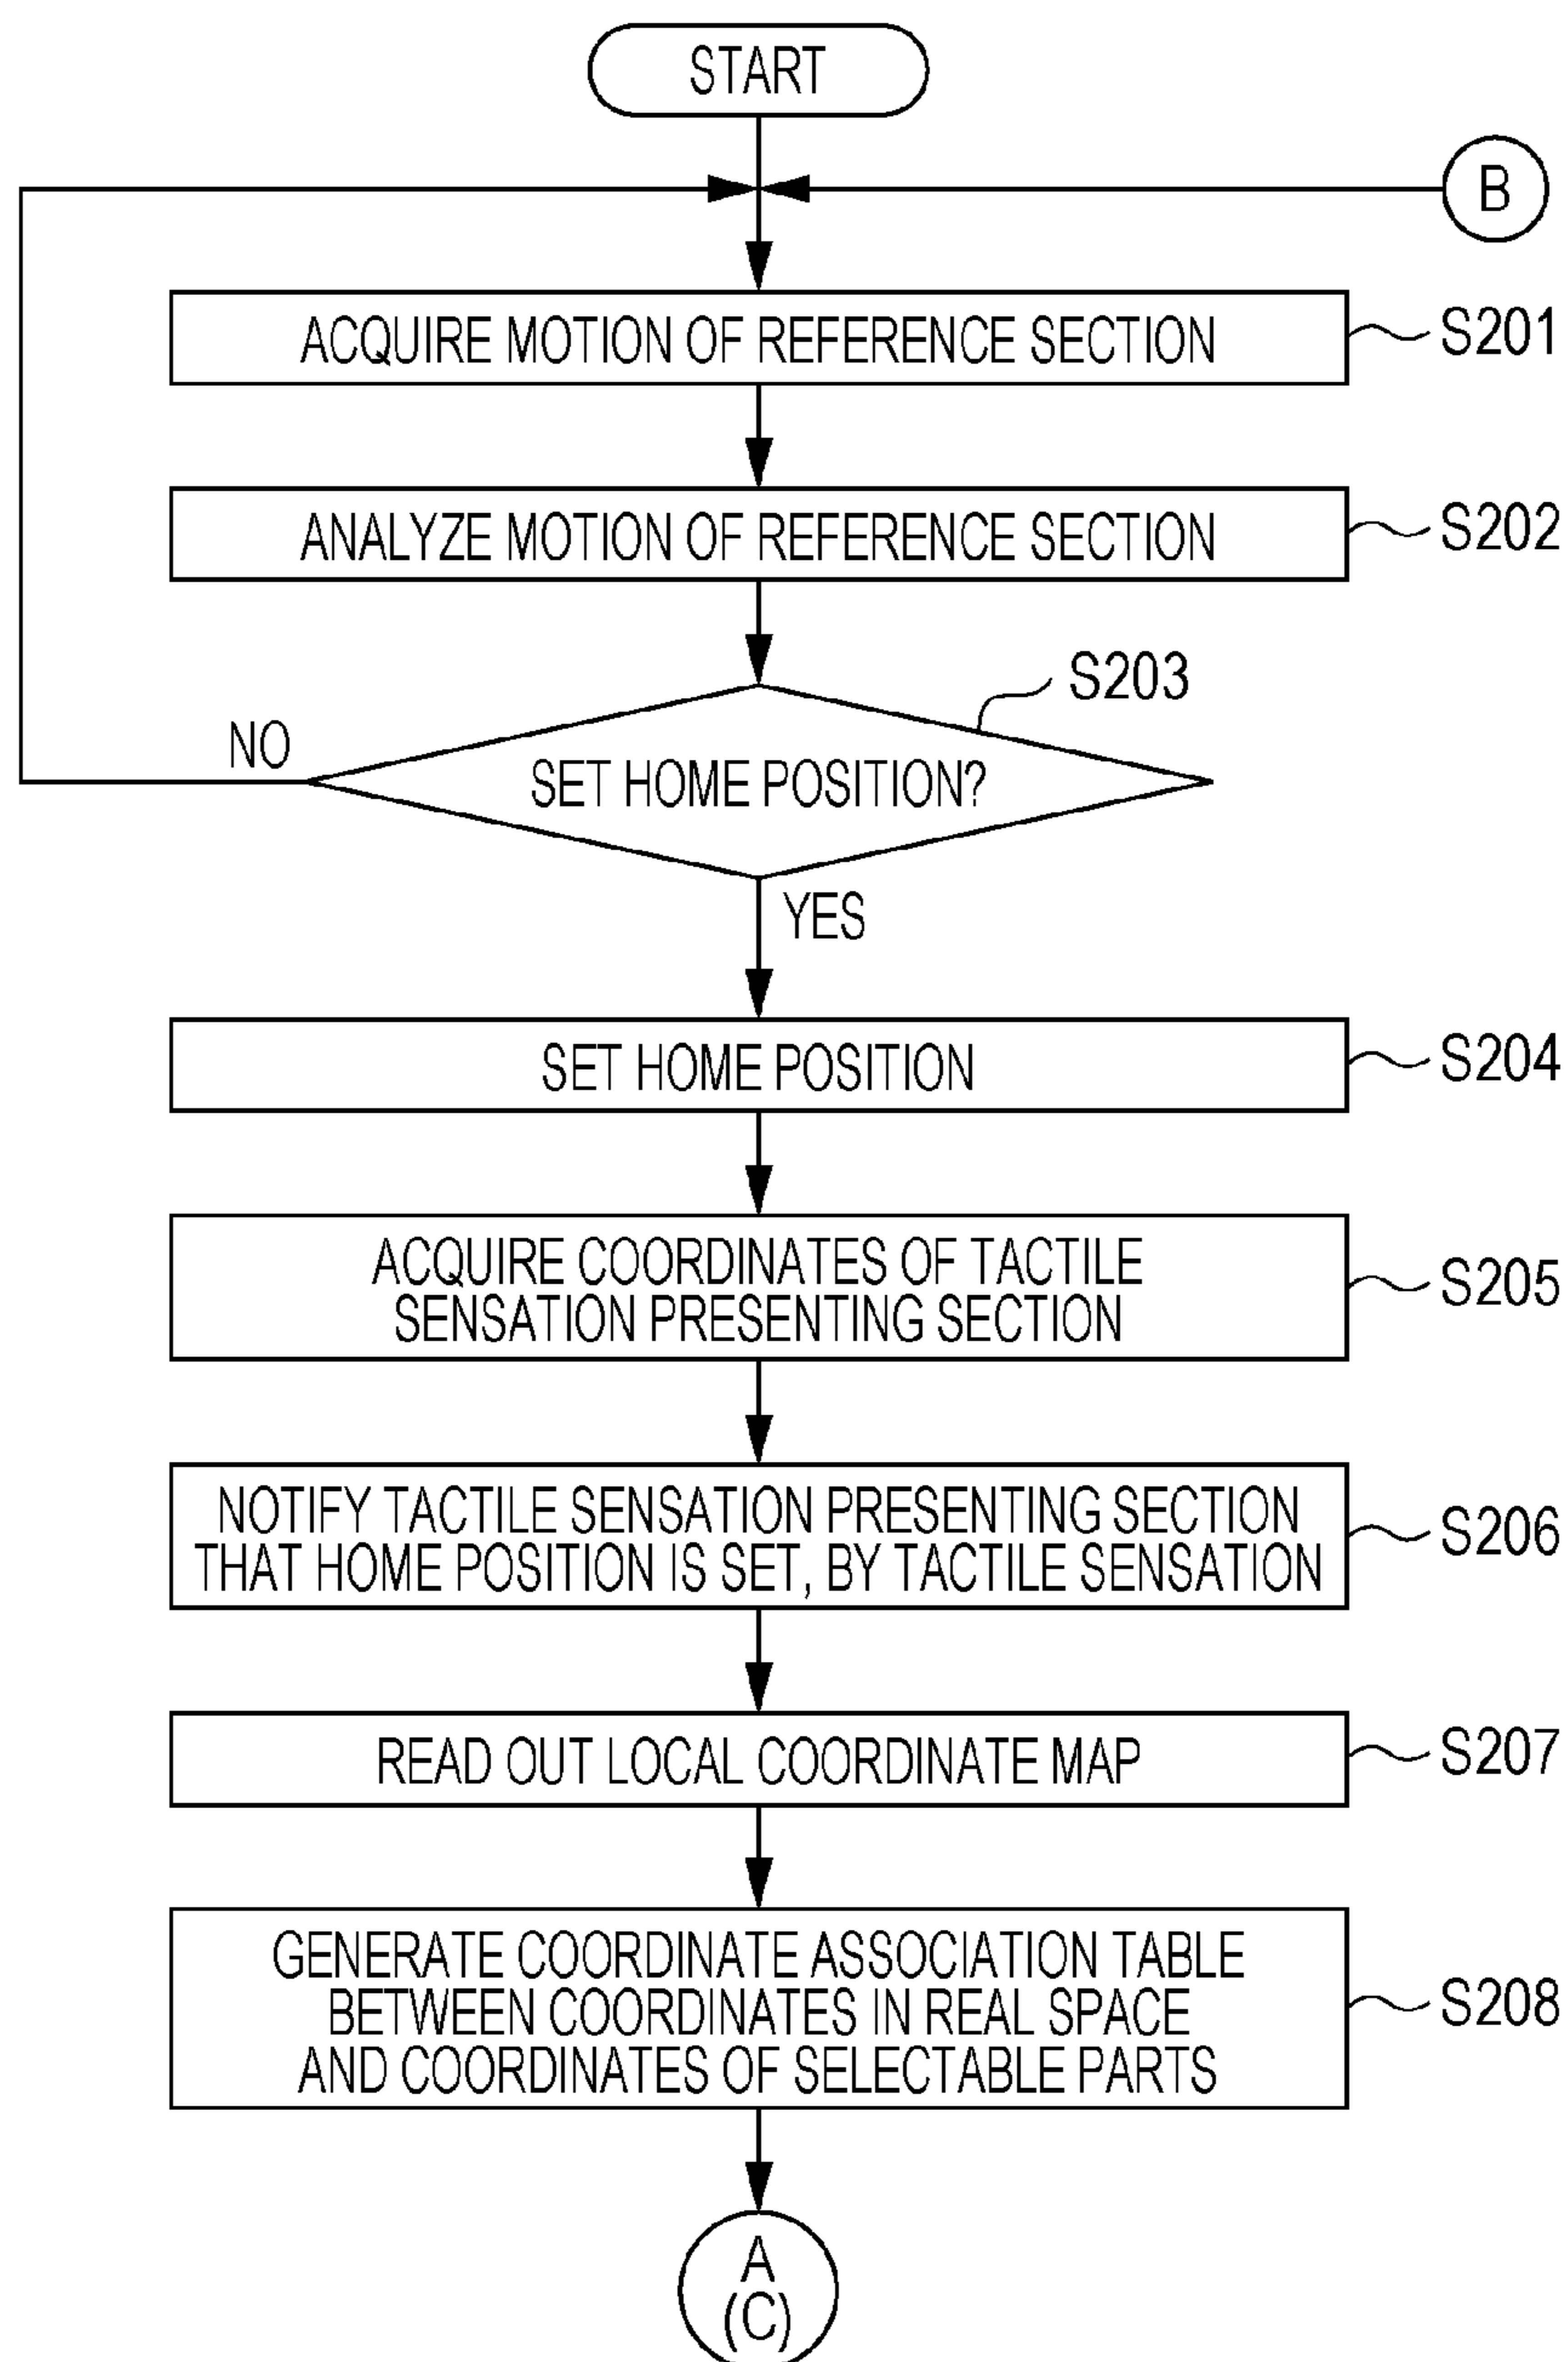 START
B
ACQUIRE MOTION OF REFERENCE SECTION
S201
ANALYZE MOTION OF REFERENCE SECTION
S202
S203
NO
SET HOME POSITION?
YES
SET HOME POSITION
S204
ACQUIRE COORDINATES OF TACTILE
SENSATION PRESENTING SECTION
S205
NOTIFY TACTILE SENSATION PRESENTING SECTION
THAT HOME POSITION IS SET, BY TACTILE SENSATION
S206
READ OUT LOCAL COORDINATE MAP
S207
GENERATE COORDINATE ASSOCIATION TABLE
BETWEEN COORDINATES IN REAL SPACE
AND COORDINATES OF SELECTABLE PARTS
S208
A
(C)